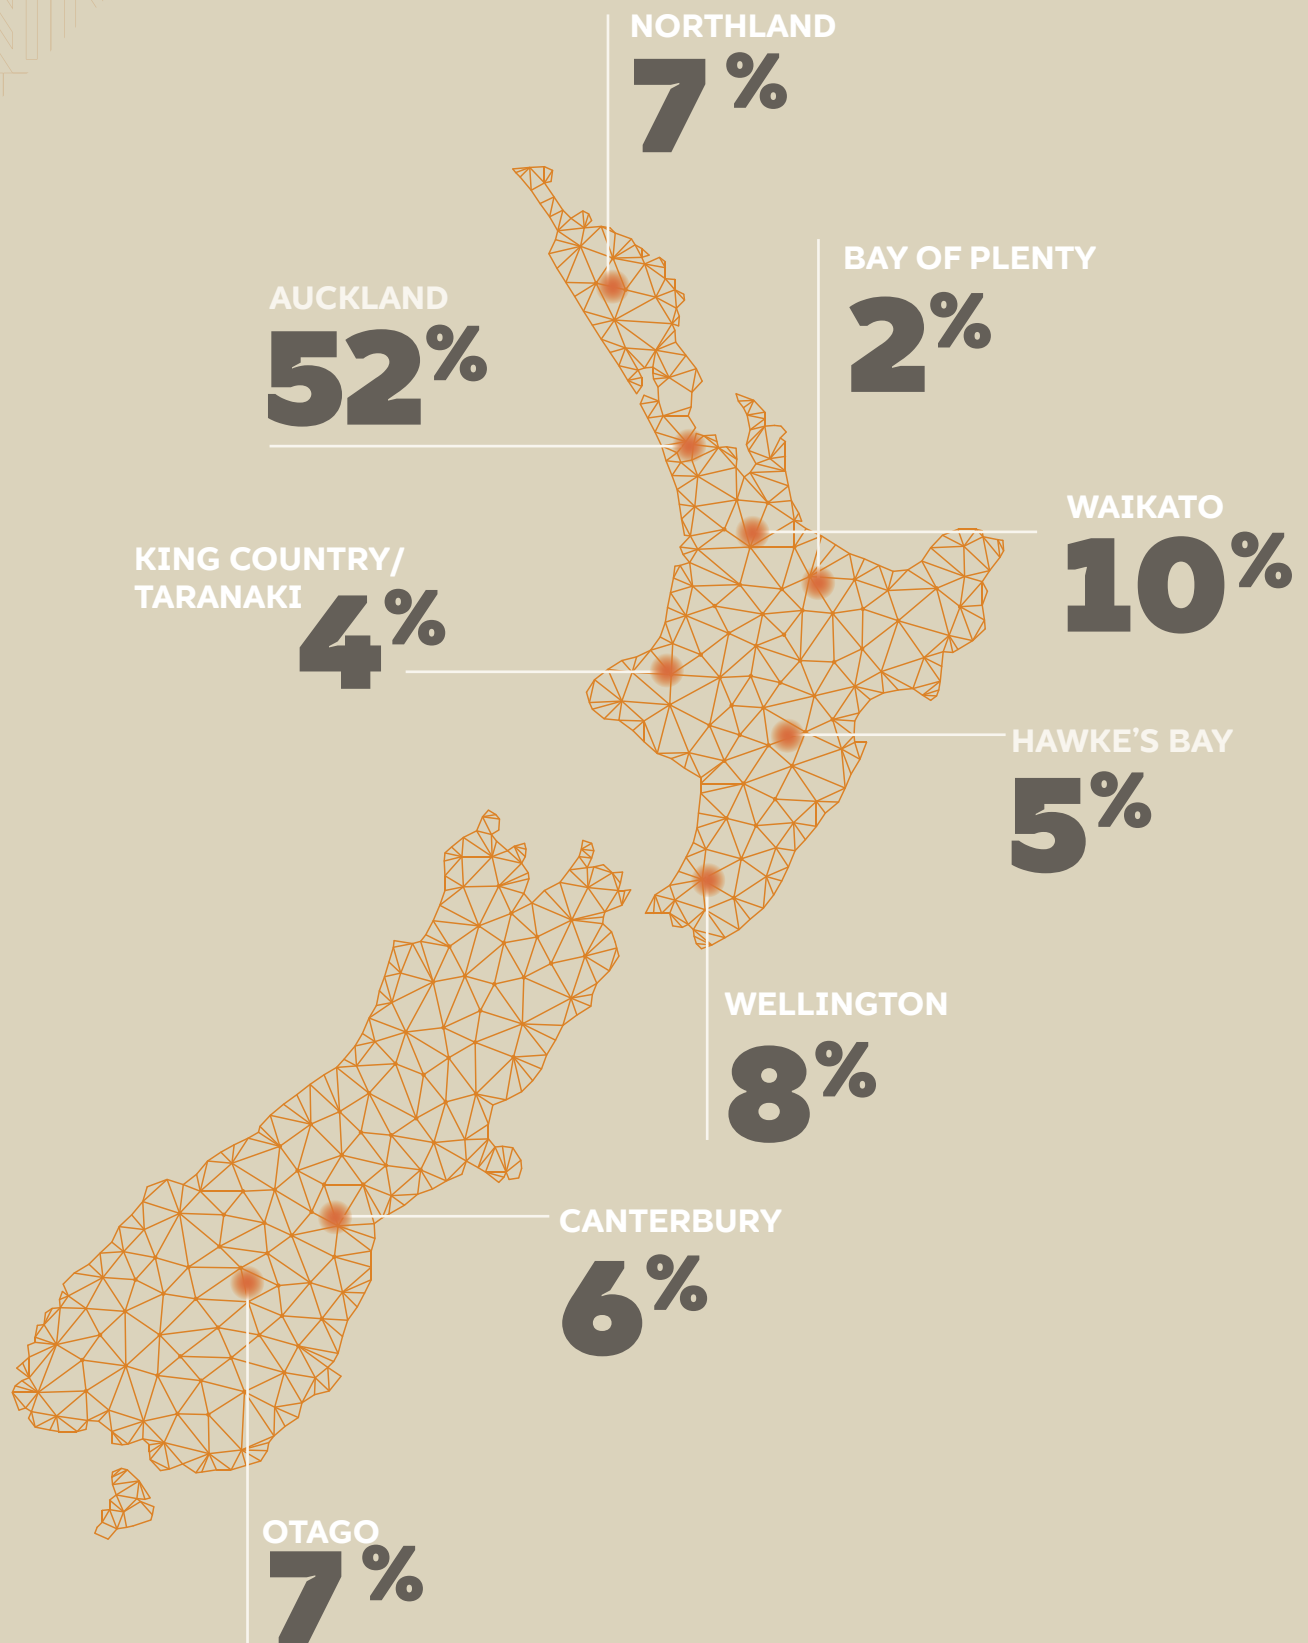 NORTHLAND
7%
BAY OF PLENTY
2%
AUCKLAND
52%
WAIKATO
10%
KING COUNTRY/
TARANAKI
4%
HAWKE’S BAY
5%
WELLINGTON
8%
CANTERBURY
6%
OTAGO
7%